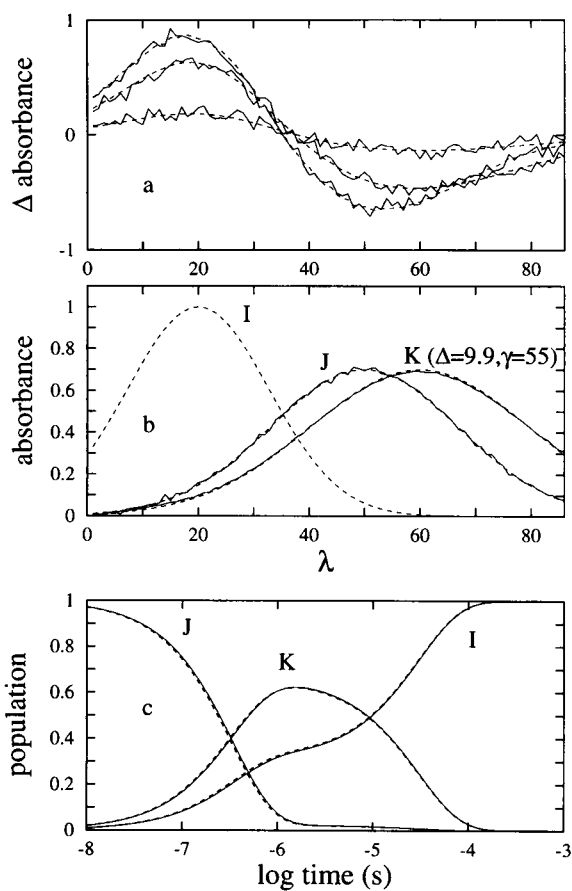 1
Δ absorbance
0
a
-1
0 20 40 60 80
1
I
0.8
J
K (Δ=9.9,γ=55)
absorbance
0.6
0.4
b
0.2
0
0 20 40 60 80
λ
1
J
I
0.8
K
population
0.6
0.4
c
0.2
0
-8 -7 -6 -5 -4 -3
log time (s)